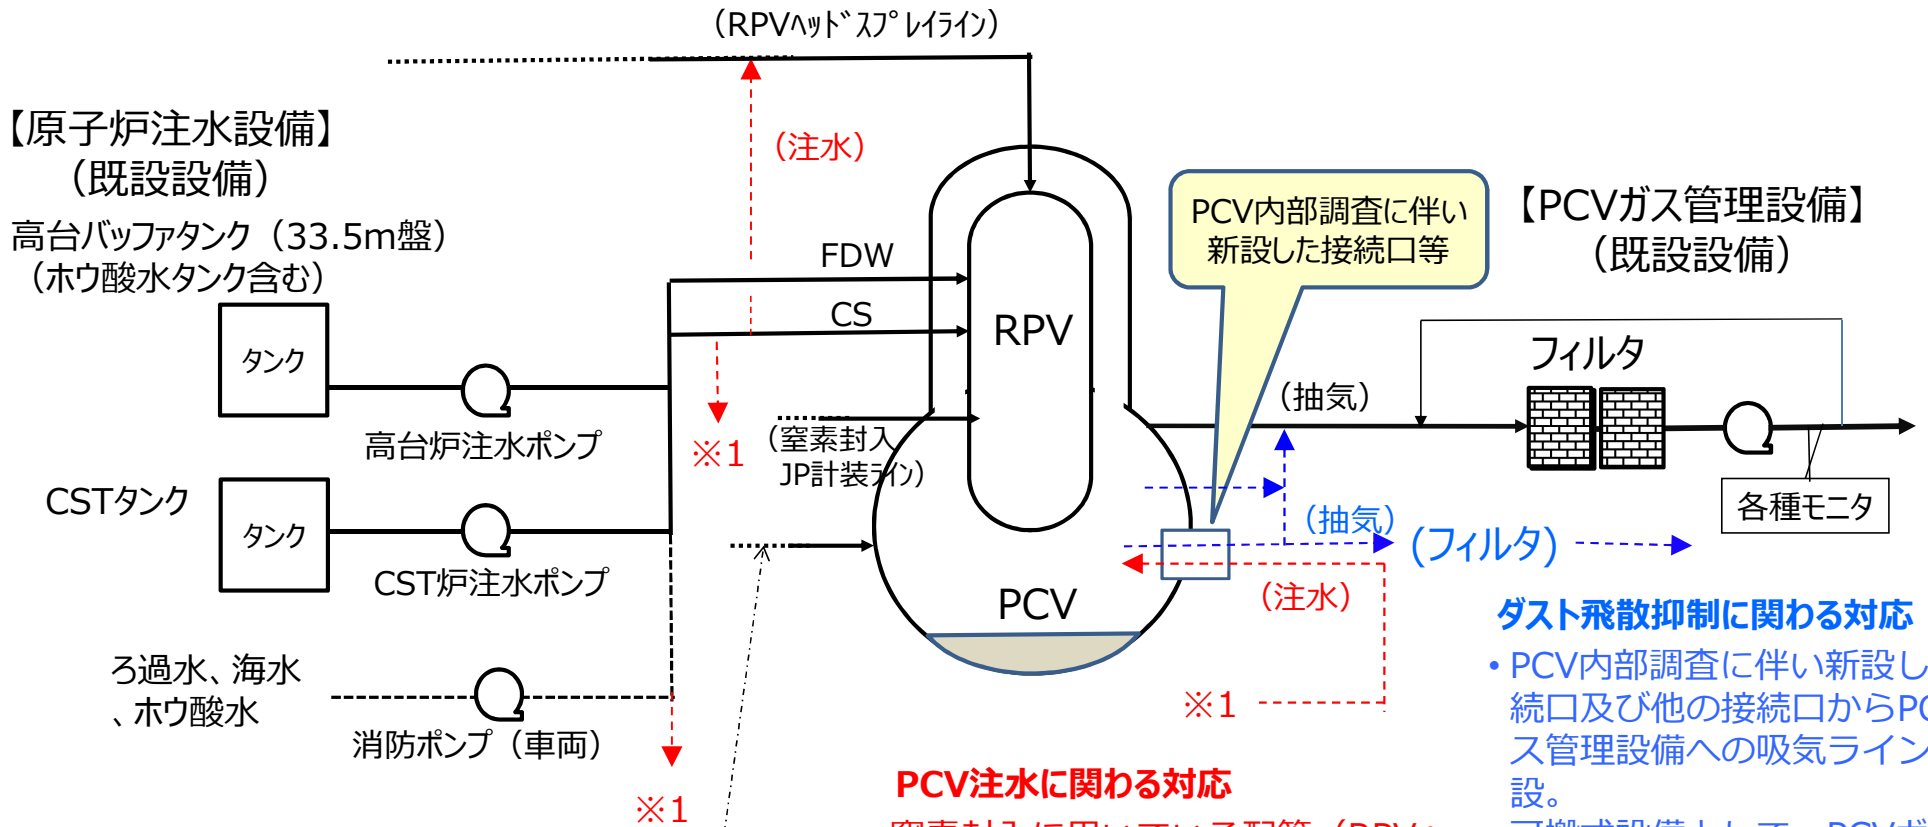 （RPVﾍｯﾄﾞｽﾌﾟﾚｲﾗｲﾝ）
【原子炉注水設備】
（既設設備）
高台バッファタンク（33.5m盤）
（ホウ酸水タンク含む）
タンク
高台炉注水ポンプ
CSTタンク
タンク
CST炉注水ポンプ
ろ過水、海水
、ホウ酸水
消防ポンプ（車両）
※1
（注水）
FDW
CS
※1
（窒素封入
JP計装ﾗｲﾝ）
RPV
PCV
PCV内部調査に伴い
新設した接続口等
【PCVガス管理設備】
（既設設備）
フィルタ
（抽気）
各種モニタ
（抽気）
(フィルタ)
（注水）
※1
PCV注水に関わる対応
ダスト飛散抑制に関わる対応
・PCV内部調査に伴い新設し
続口及び他の接続口からPC
ス管理設備への吸気ライン
設。